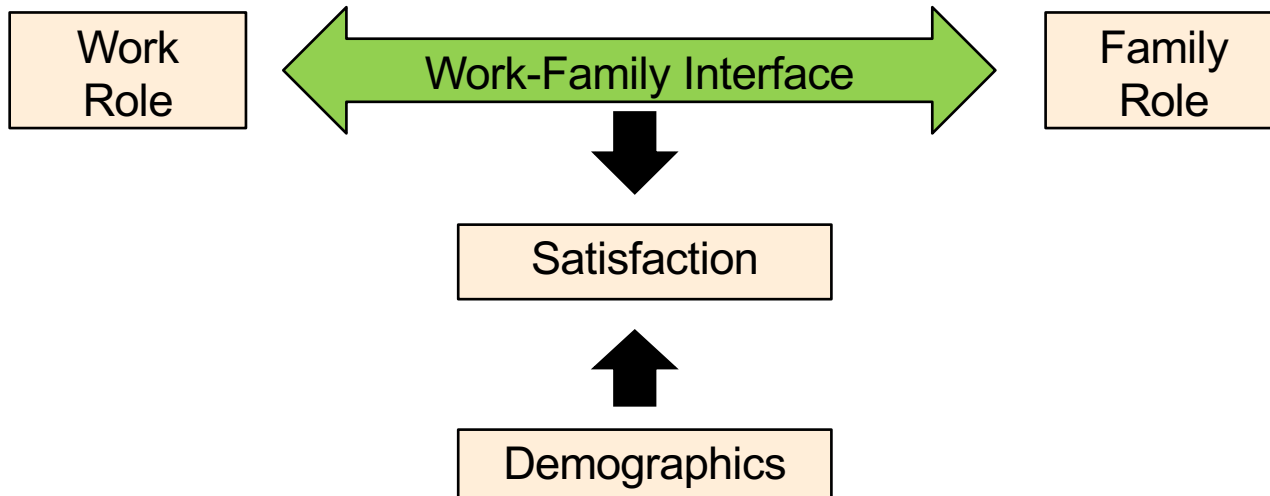 Work
Role
Work-Family Interface
Family
Role
Satisfaction
Demographics